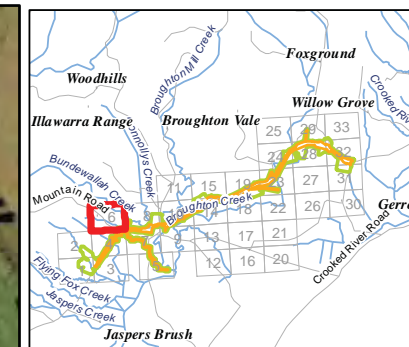 Foxground
Woodhills
Broughton Mill Creek
Crooked Riv
Willow Grove
Illawarra Range
Connollys Creek
Broughton Vale
25 29 33
Bundewallah Creek
24 28 32
Mountain Road
11 15 19 23 27 31
Broughton Creek
6 8 14 18 22 26 30
Gerro
2 9 13 17 21
Crooked River Road
3 12 16 20
Flying Fox Creek
Jaspers Creek
Jaspers Brush